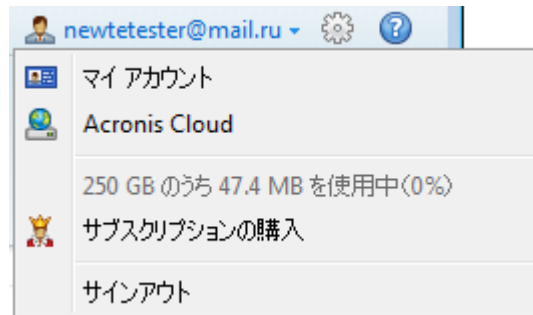 newtetester@mail.ru
マイ アカウント
Acronis Cloud
250 GB のうち 47.4 MB を使用中(0%)
サブスクリプションの購入
サインアウト